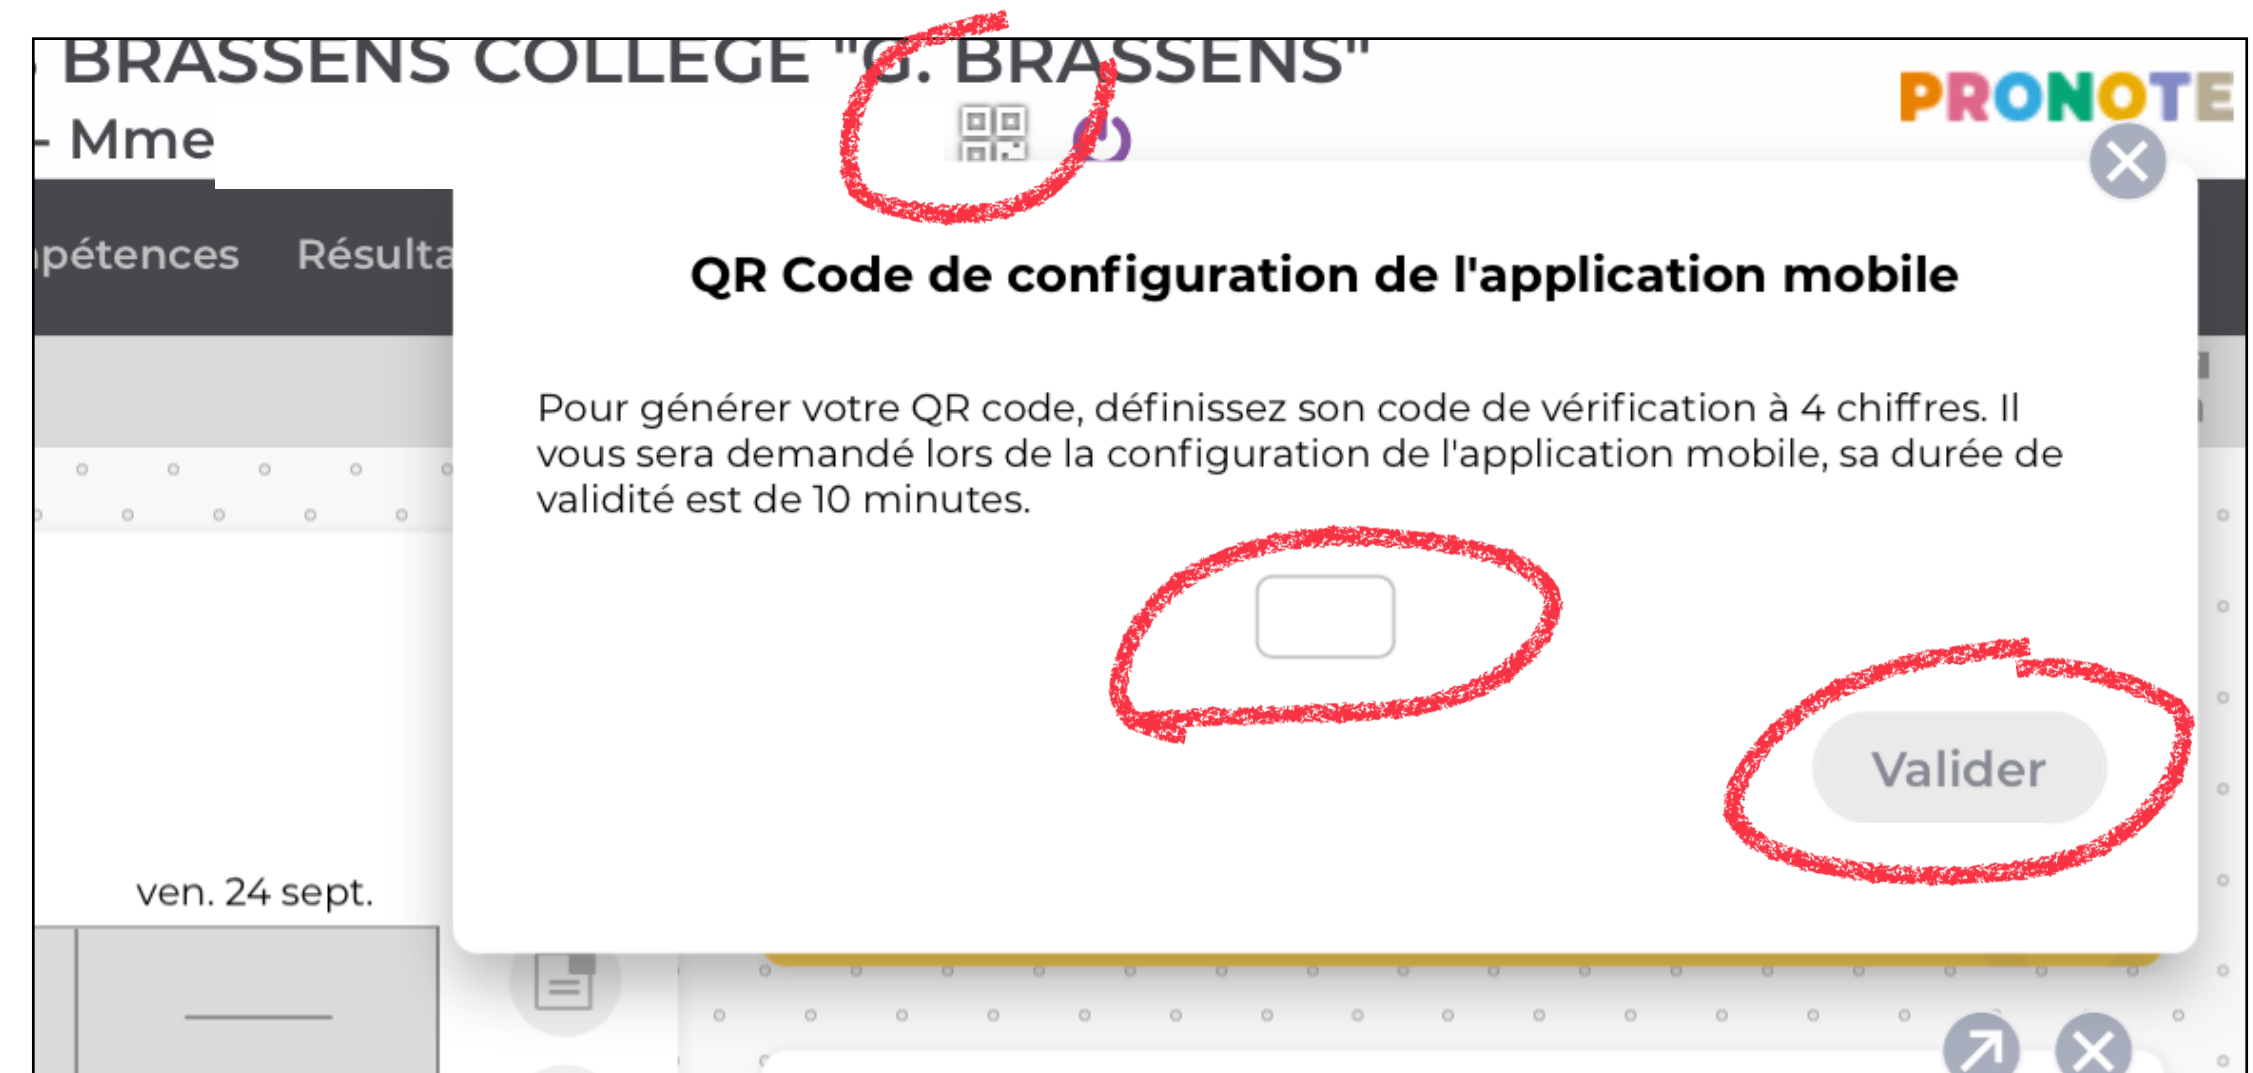 BRASSENS COLLEGE "G. BRASSENS"
PRONOTE
- Mme
pétences Résulta
QR Code de configuration de l'application mobile
Pour générer votre QR code, définissez son code de vérification à 4 chiffres. Il
vous sera demandé lors de la configuration de l'application mobile, sa durée de
validité est de 10 minutes.
Valider
ven. 24 sept.